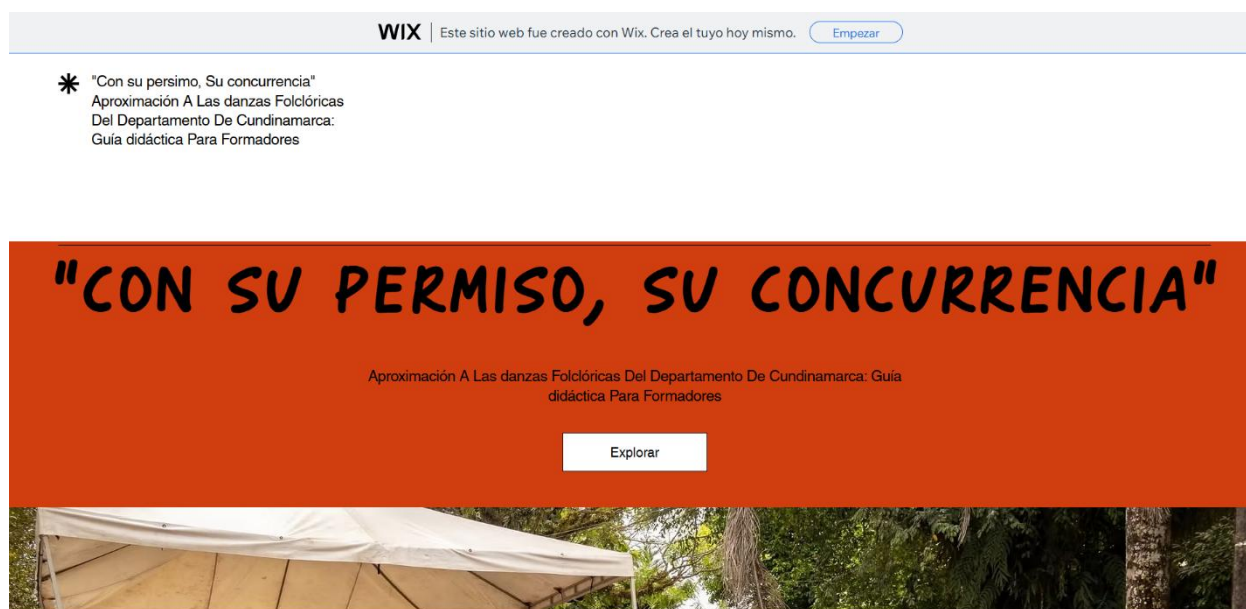 WIX | Este sitio web fue creado con Wix. Crea el tuyo hoy mismo. Empezar
"Con su persimo, Su concurrencia"
Aproximación A Las danzas Folclóricas
Del Departamento De Cundinamarca:
Guía didáctica Para Formadores
"CON SU PERMISO, SU CONCURRENCIA"
Aproximación A Las danzas Folclóricas Del Departamento De Cundinamarca: Guía
didáctica Para Formadores
Explorar